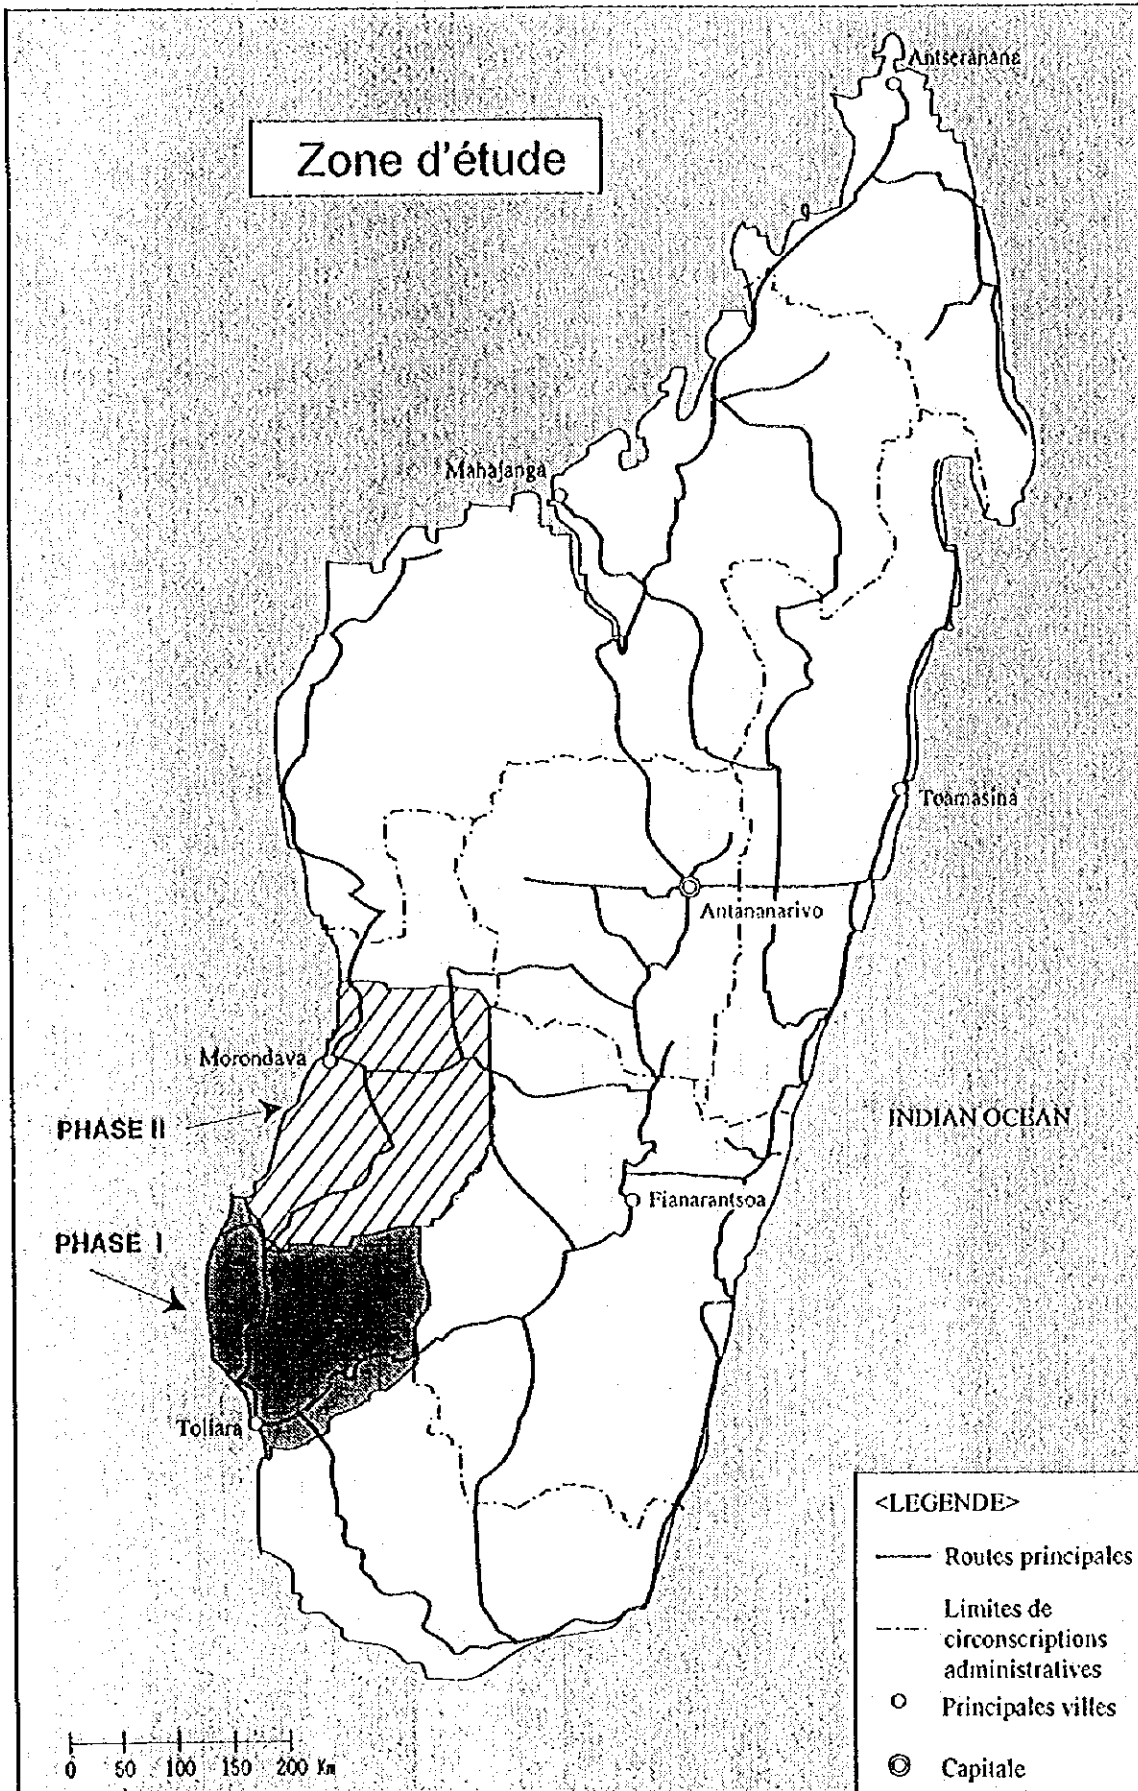 Antseranana
Zone d'étude
Mahajanga
Toamasina
Antananarivo
Morondava
PHASE II
INDIAN OCEAN
Fianarantsoa
PHASE I
Toliara
<LEGENDE>
Routes principales
Limites de
circonscriptions
administratives
Principales villes
Capitale
0 50 100 150 200 Km